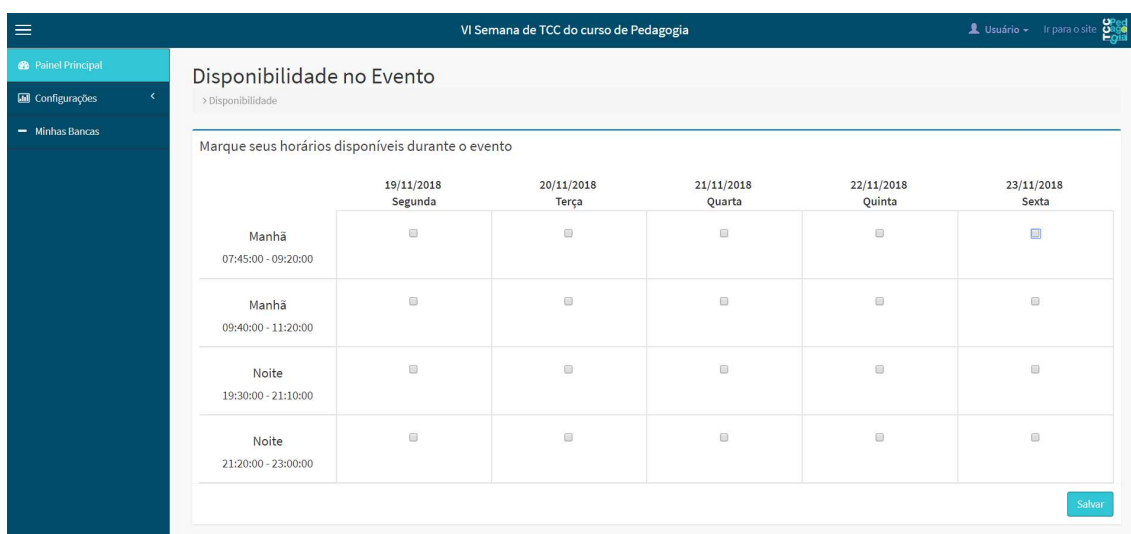 VI Semana de TCC do curso de Pedagogia
Usuário
Ir para o site
TCC Pedagogia
Painel Principal
Configurações
Minhas Bancas
Disponibilidade no Evento
> Disponibilidade
Marque seus horários disponíveis durante o evento
19/11/2018 20/11/2018 21/11/2018 22/11/2018 23/11/2018
Segunda Terça Quarta Quinta Sexta
Manhã
07:45:00 - 09:20:00
Manhã
09:40:00 - 11:20:00
Noite
19:30:00 - 21:10:00
Noite
21:20:00 - 23:00:00
Salvar